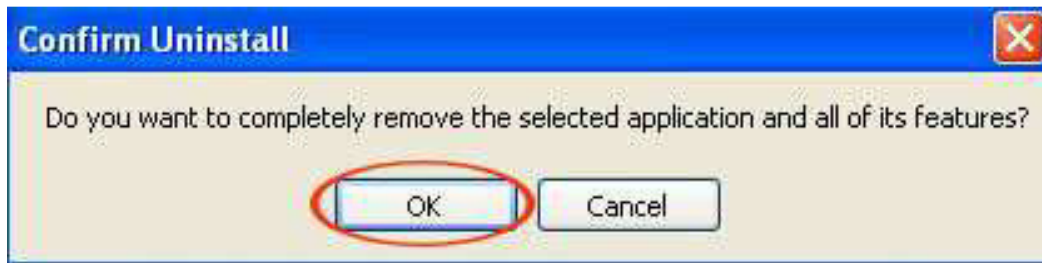 Confirm Uninstall
Do you want to completely remove the selected application and all of its features?
OK
Cancel